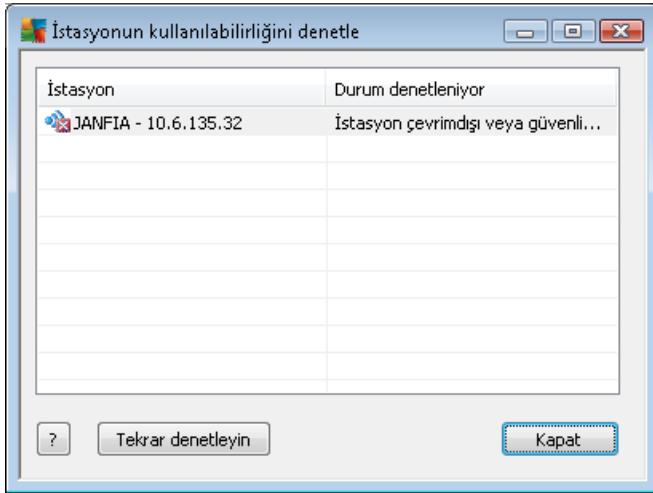 İstasyonun kullanılabilirliğini denetle
İstasyon Durum denetleniyor
JANFIA - 10.6.135.32 İstasyon çevrimdışı veya güvenli...
? Tekrar denetleyin Kapat